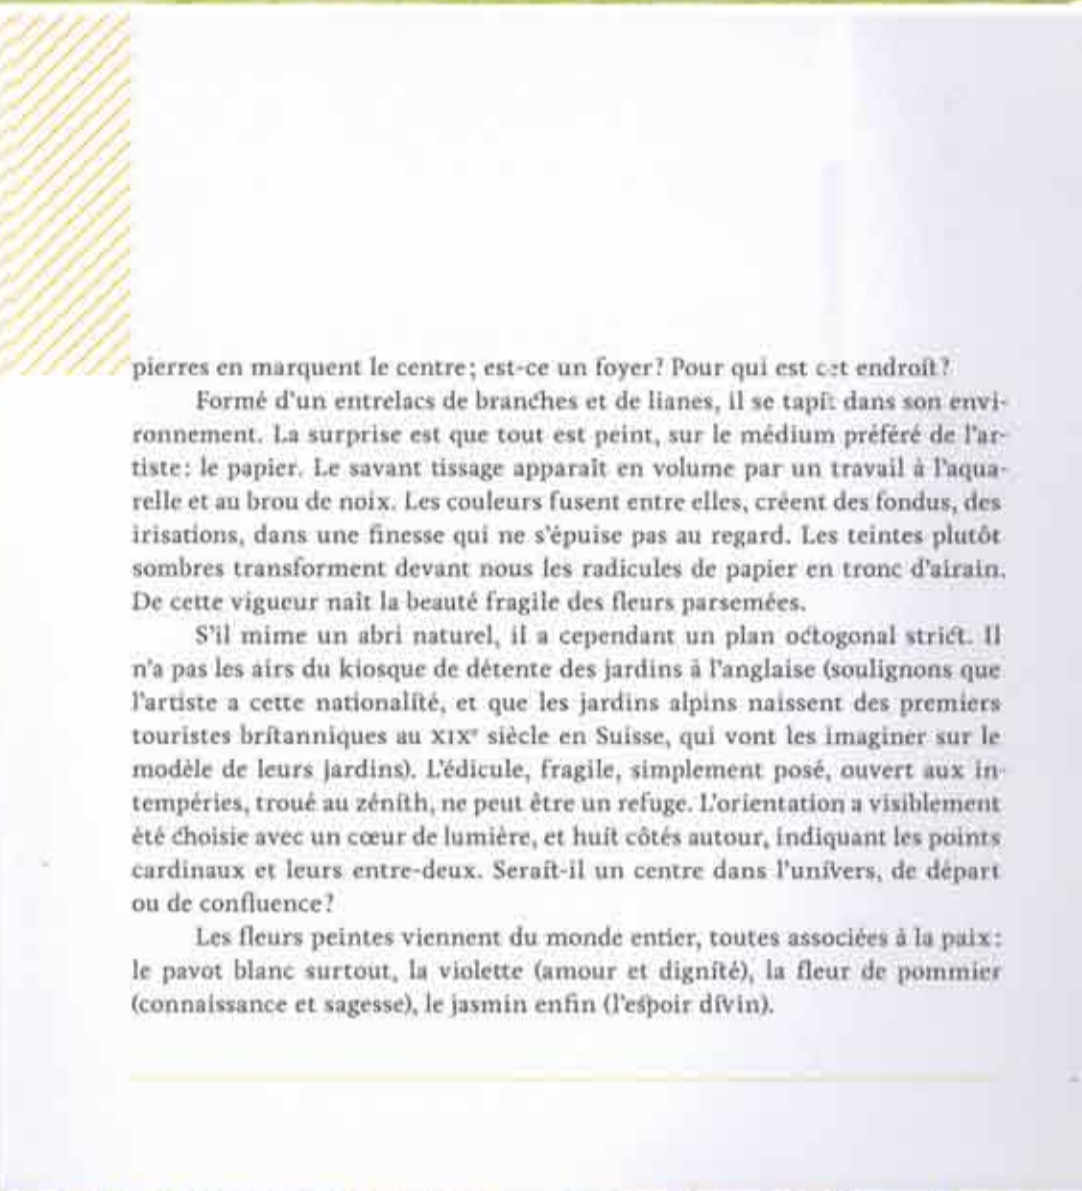 pierres en marquent le centre; est-ce un foyer? Pour qui est cet endroit?
Formé d'un entrelacs de branches et de lianes, il se tapit dans son envi-
ronnement. La surprise est que tout est peint, sur le médium préféré de l'ar-
tiste: le papier. Le savant tissage apparaît en volume par un travail à l'aqua-
relle et au brou de noix. Les couleurs fusent entre elles, créent des fondus, des
irisations, dans une finesse qui ne s'épuise pas au regard. Les teintes plutôt
sombres transforment devant nous les radicules de papier en tronc d'airain.
De cette vigueur naît la beauté fragile des fleurs parsemées.
S'il mime un abri naturel, il a cependant un plan octogonal strict. Il
n'a pas les airs du kiosque de détente des jardins à l'anglaise (soulignons que
l'artiste a cette nationalité, et que les jardins alpins naissent des premiers
touristes britanniques au XIXe siècle en Suisse, qui vont les imaginer sur le
modèle de leurs jardins). L'édicule, fragile, simplement posé, ouvert aux in-
tempéries, troué au zénith, ne peut être un refuge. L'orientation a visiblement
été choisie avec un cœur de lumière, et huit côtés autour, indiquant les points
cardinaux et leurs entre-deux. Serait-il un centre dans l'univers, de départ
ou de confluence?
Les fleurs peintes viennent du monde entier, toutes associées à la paix:
le pavot blanc surtout, la violette (amour et dignité), la fleur de pommier
(connaissance et sagesse), le jasmin enfin (l'espoir divin).